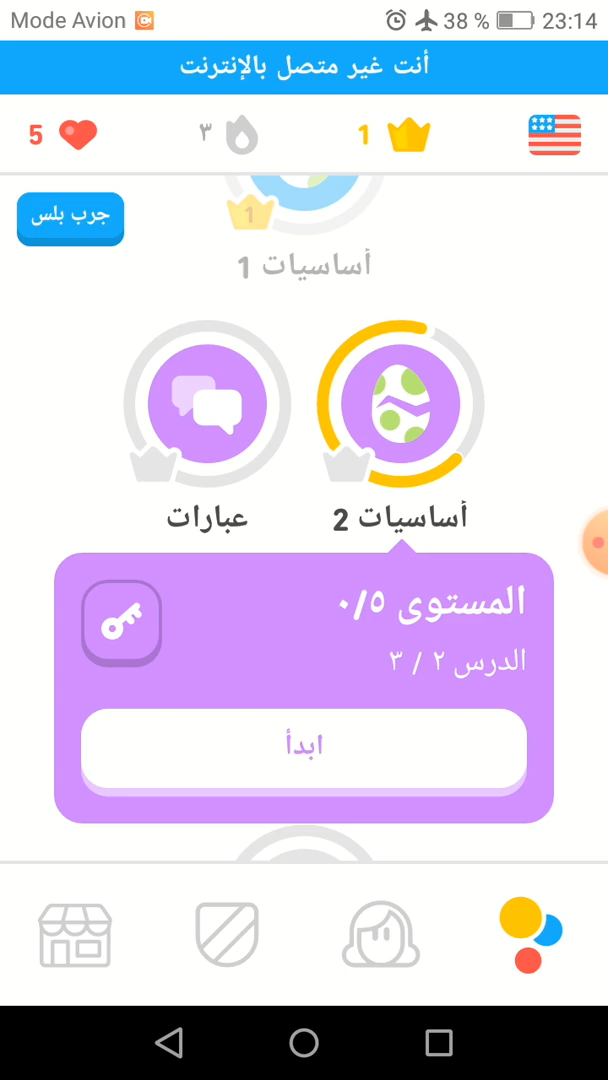 Mode Avion 38 % 23:14
أنت غير متصل بالإنترنت
5 ٣ 1
جرب بلس
1
أساسيات 1
عبارات
أساسيات 2
المستوى ٠/٥
الدرس ٢ / ٣
ابدأ